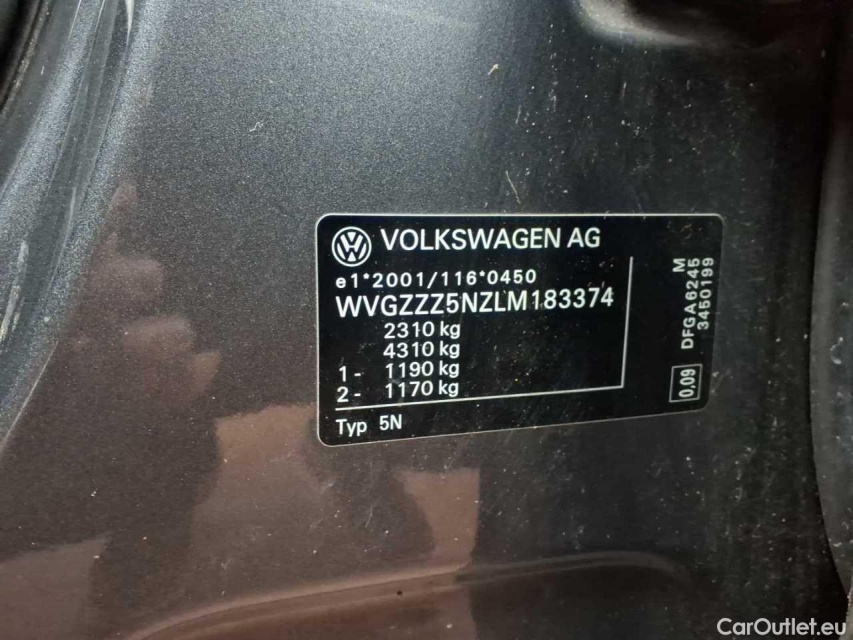 VOLKSWAGEN AG
e1*2001/116*0450
WVGZZZ5NZLM183374
2310 kg
4310 kg
1- 1190 kg
2- 1170 kg
Typ 5N
M
DFGA6245
3450199
0,09
CarOutlet.eu